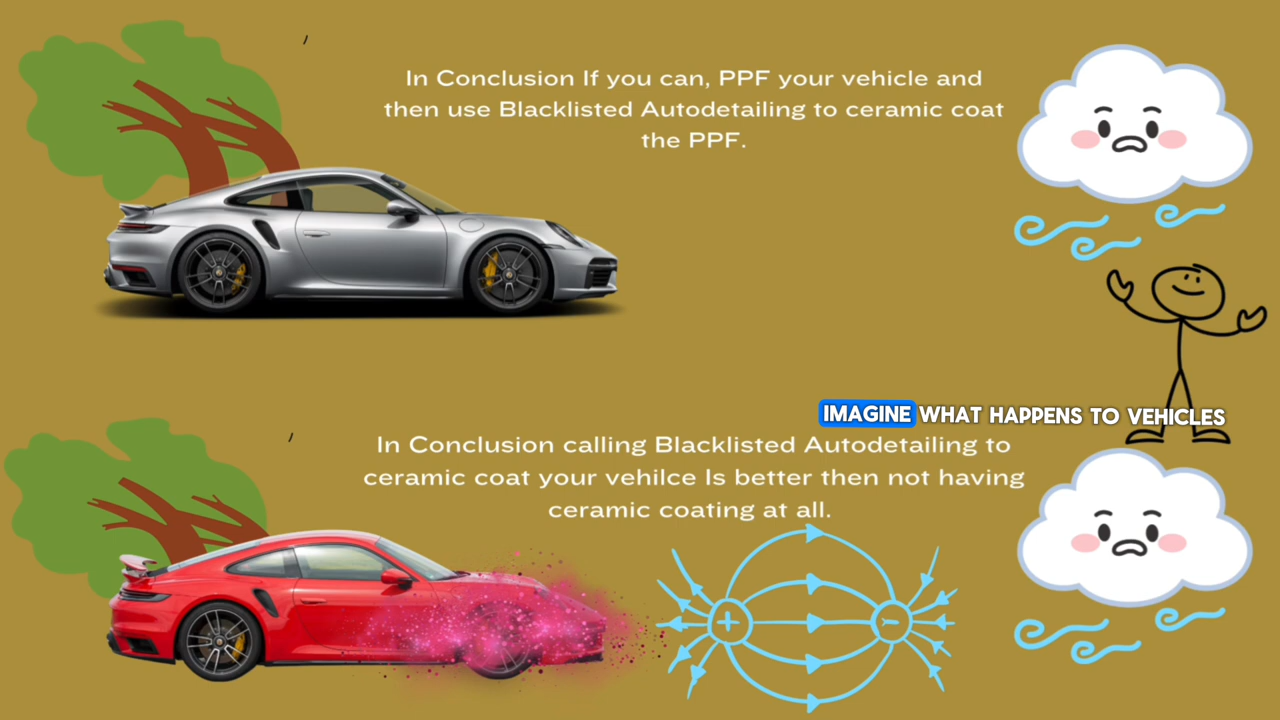 In Conclusion If you can, PPF your vehicle and
then use Blacklisted Autodetailing to ceramic coat
the PPF.
IMAGINE WHAT HAPPENS TO VEHICLES
In Conclusion calling Blacklisted Autodetailing to
ceramic coat your vehilce Is better then not having
ceramic coating at all.
+
-